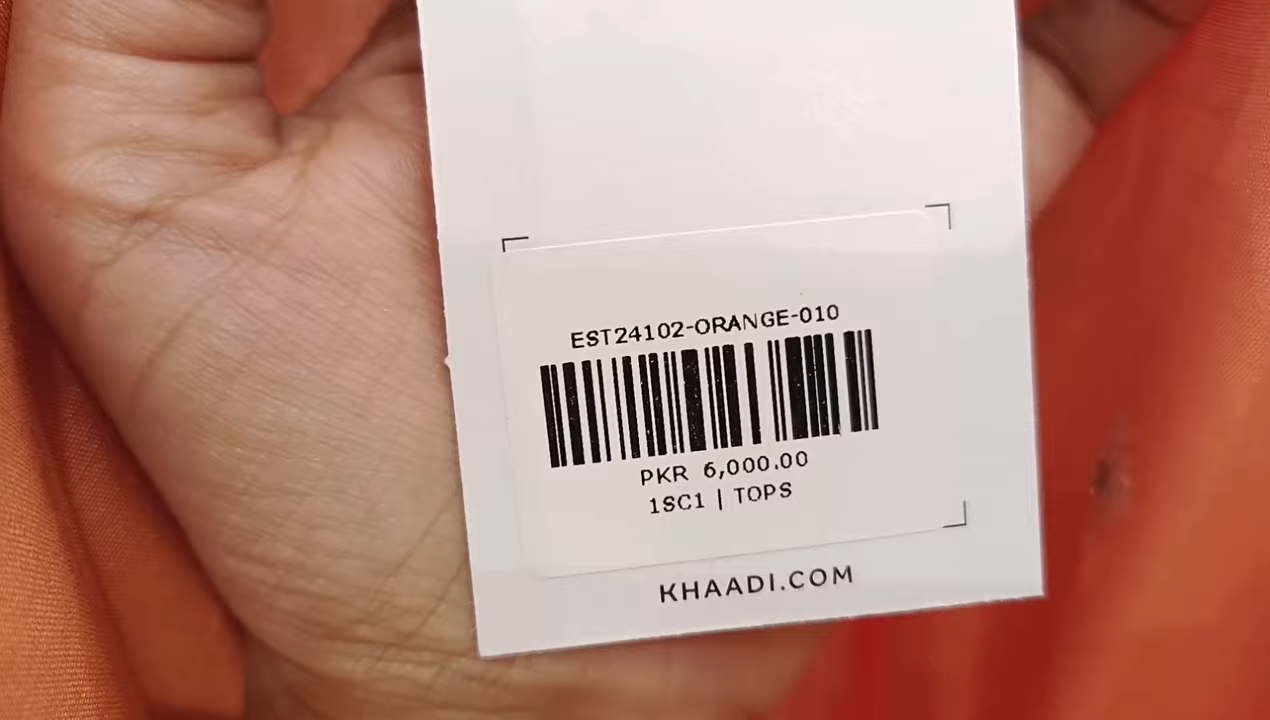 EST24102-ORANGE-010
PKR 6,000.00
1SC1 | TOPS
KHAADI.COM